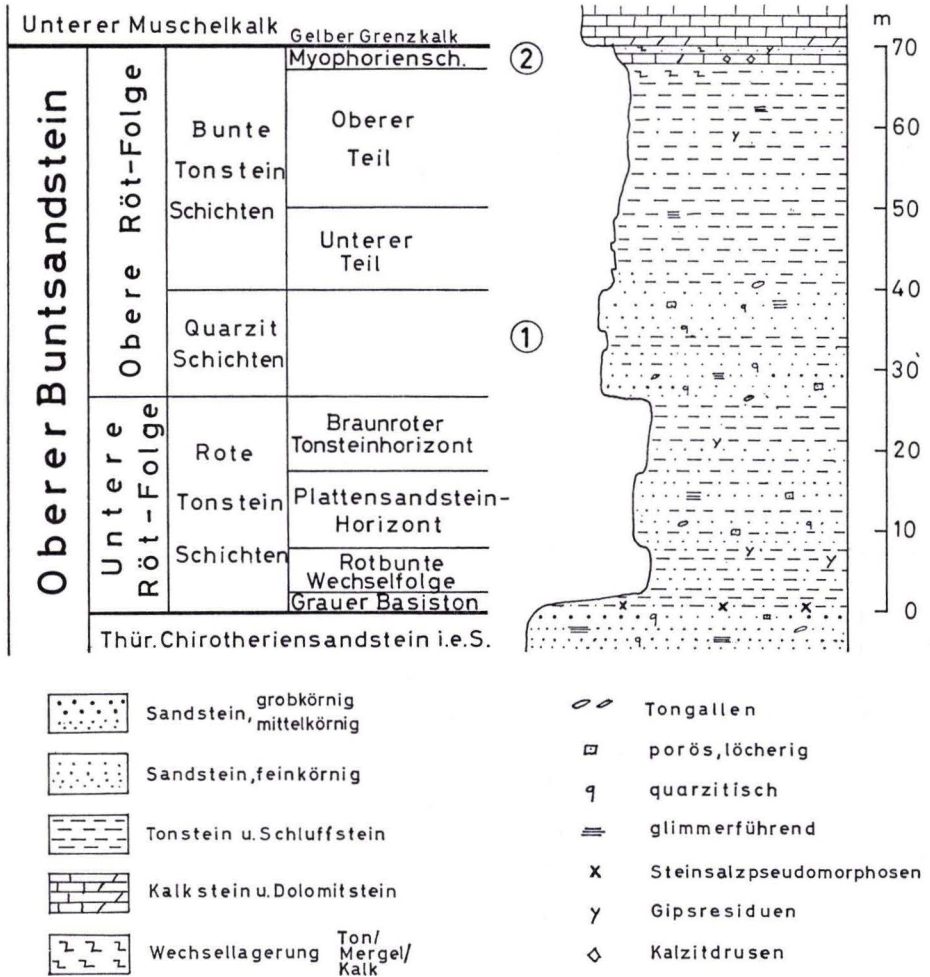 Unterer Muschelkalk
Gelber Grenzkalk
Oberer Buntsandstein
Obere Röt-Folge
Bunte
Tonstein
Schichten
Myophoriensch.
Oberer
Teil
Unterer
Teil
Quarzit
Schichten
Untere
Röt-Folge
Rote
Tonstein
Schichten
Braunroter
Tonsteinhorizont
Plattensandstein-
Horizont
Rotbunte
Wechselfolge
Grauer Basiston
Thür. Chirotheriensandstein i.e.S.
2
1
m
70
60
50
40
30
20
10
0
Sandstein, grobkörnig
mittelkörnig
Sandstein, feinkörnig
Tonstein u. Schluffstein
Kalkstein u. Dolomitstein
Wechsellagerung Ton/
Mergel/
Kalk
Tongallen
porös, löcherig
quarzitisch
glimmerführend
Steinsalzpseudomorphosen
Gipsresiduen
Kalzitdrusen